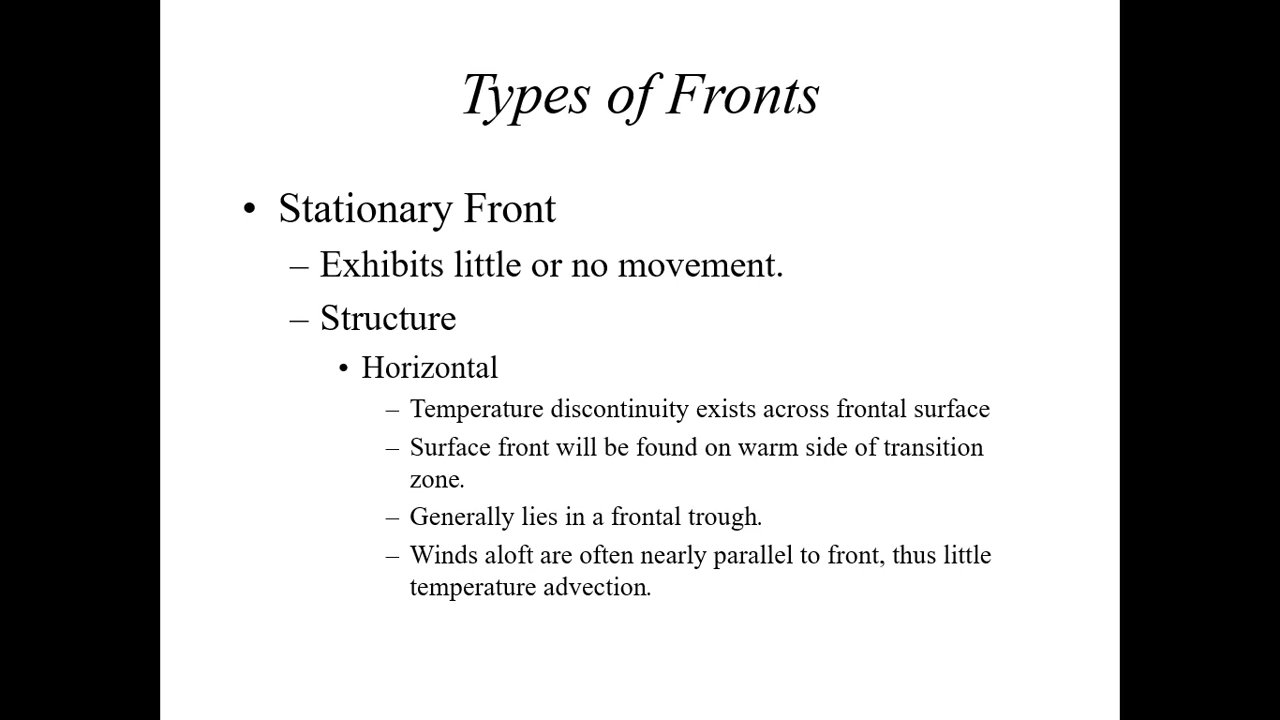 Types of Fronts
• Stationary Front
– Exhibits little or no movement.
– Structure
• Horizontal
– Temperature discontinuity exists across frontal surface
– Surface front will be found on warm side of transition
zone.
– Generally lies in a frontal trough.
– Winds aloft are often nearly parallel to front, thus little
temperature advection.